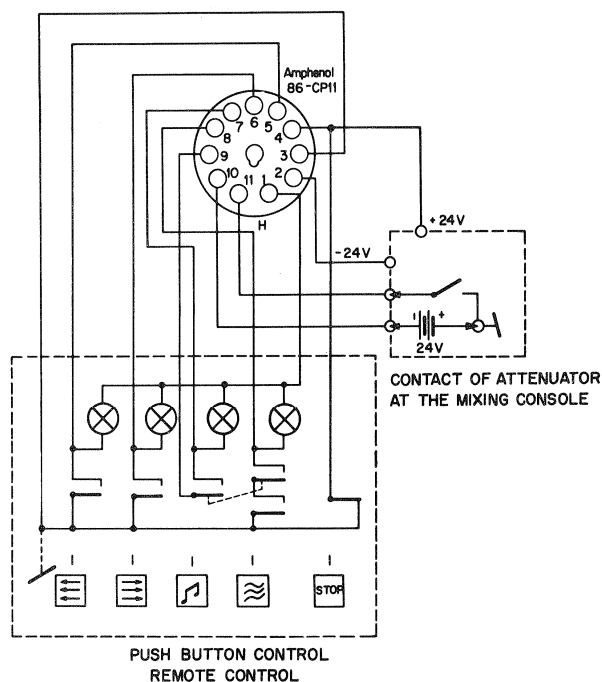 Amphenol
86-CP11
6
7
5
8
4
9
3
10
2
11
1
H
+24V
-24V
ı +
24V
CONTACT OF ATTENUATOR
AT THE MIXING CONSOLE
STOP
PUSH BUTTON CONTROL
REMOTE CONTROL